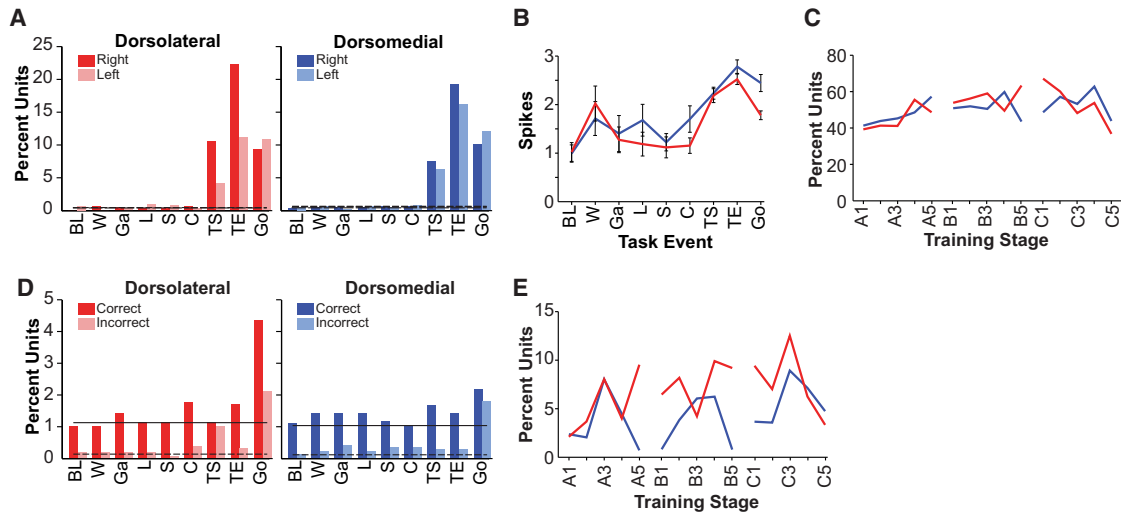 A
Dorsolateral
Right
Left
Percent Units
25
20
15
10
5
0
BL W Ga L S C TS TE Go
Dorsomedial
Right
Left
BL W Ga L S C TS TE Go
B
Spikes
3
2
1
0
BL W Ga L S C TS TE Go
Task Event
C
Percent Units
80
60
40
20
0
A1 A3 A5 B1 B3 B5 C1 C3 C5
Training Stage
D
Dorsolateral
Correct
Incorrect
Percent Units
5
4
3
2
1
0
BL W Ga L S C TS TE Go
Dorsomedial
Correct
Incorrect
BL W Ga L S C TS TE Go
E
Percent Units
15
10
5
0
A1 A3 A5 B1 B3 B5 C1 C3 C5
Training Stage